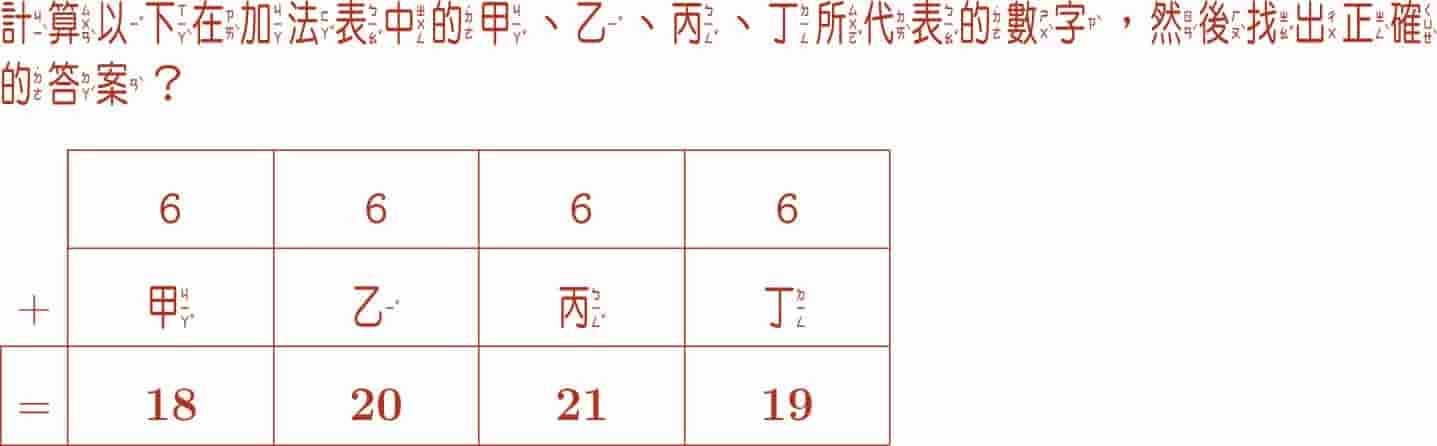 計算以下在加法表中的甲、乙、丙、丁所代表的數字，然後找出正確
的答案？
6 6 6 6
+ 甲 乙 丙 丁
= 18 20 21 19